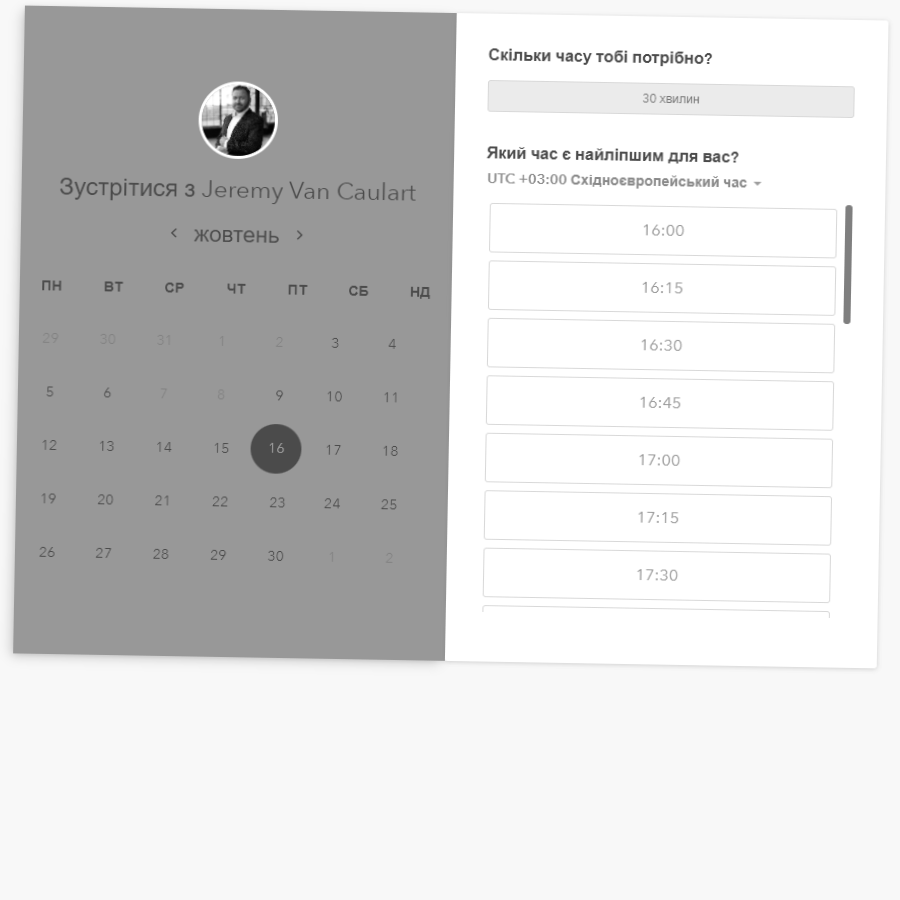 Зустрітися з Jeremy Van Caulart
жовтень
ПН ВТ СР ЧТ ПТ СБ НД
29 30 31 1 2 3 4
5 6 7 8 9 10 11
12 13 14 15 16 17 18
19 20 21 22 23 24 25
26 27 28 29 30 1 2
Скільки часу тобі потрібно?
30 хвилин
Який час є найліпшим для вас?
UTC +03:00 Східноєвропейський час
16:00
16:15
16:30
16:45
17:00
17:15
17:30